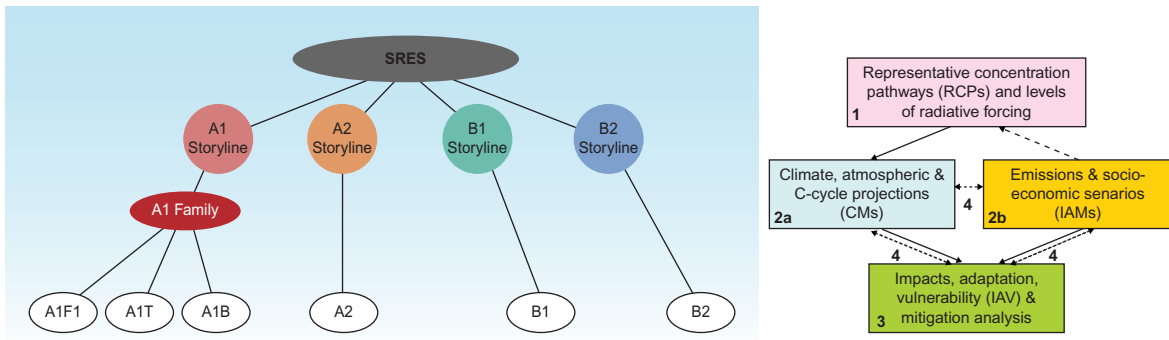 SRES
A1
Storyline
A2
Storyline
B1
Storyline
B2
Storyline
A1 Family
A1F1
A1T
A1B
A2
B1
B2
Representative concentration
pathways (RCPs) and levels
of radiative forcing
1
Climate, atmospheric &
C-cycle projections
(CMs)
2a
4
Emissions & socio-
economic senarios
(IAMs)
2b
4
4
Impacts, adaptation,
vulnerability (IAV) &
mitigation analysis
3